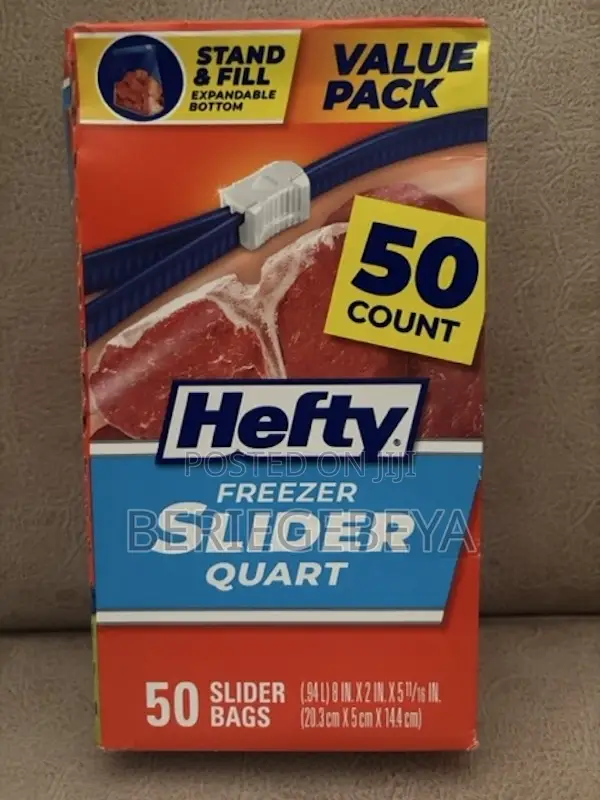 STAND
& FILL
EXPANDABLE
BOTTOM
VALUE
PACK
50
COUNT
Hefty®
POSTED ON JIJI
FREEZER
SLIDER
BERIEGEBEYA
QUART
50 SLIDER
BAGS
(.94 L) 8 IN. X 2 IN. X 5 11/16 IN.
(20.3 cm X 5 cm X 14.4 cm)